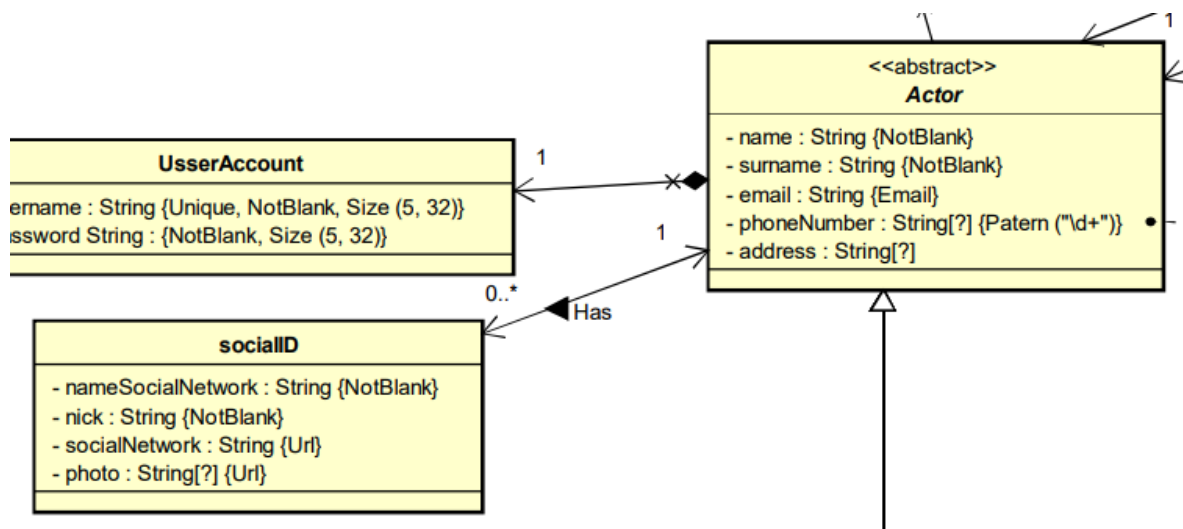 1
<<abstract>>
Actor
- name : String {NotBlank}
- surname : String {NotBlank}
- email : String {Email}
- phoneNumber : String[?] {Patern ("\d+")}
- address : String[?]
UsserAccount
ername : String {Unique, NotBlank, Size (5, 32)}
ssword String : {NotBlank, Size (5, 32)}
1
1
0..*
Has
socialID
- nameSocialNetwork : String {NotBlank}
- nick : String {NotBlank}
- socialNetwork : String {Url}
- photo : String[?] {Url}